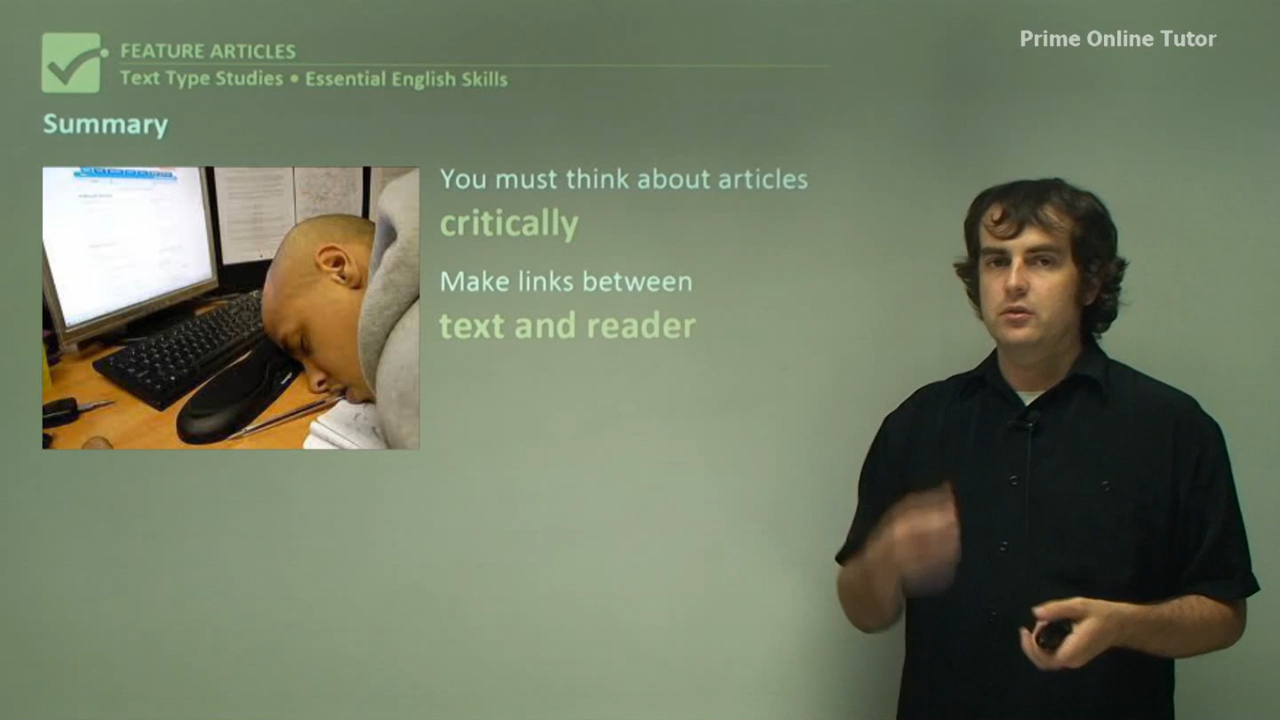 Prime Online Tutor
FEATURE ARTICLES
Text Type Studies • Essential English Skills
Summary
You must think about articles
critically
Make links between
text and reader